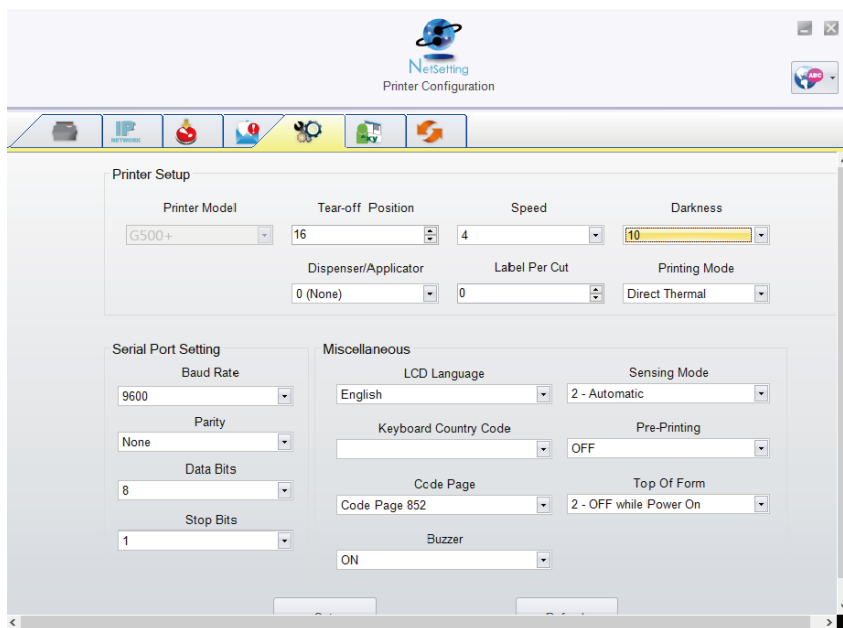 NetSetting
Printer Configuration
ABC
IP
NETWORK
Printer Setup
Printer Model Tear-off Position Speed Darkness
G500+ 16 4 10
Dispenser/Applicator Label Per Cut Printing Mode
0 (None) 0 Direct Thermal
Serial Port Setting
Baud Rate
9600
Parity
None
Data Bits
8
Stop Bits
1
Miscellaneous
LCD Language Sensing Mode
English 2 - Automatic
Keyboard Country Code Pre-Printing
OFF
Code Page Top Of Form
Code Page 852 2 - OFF while Power On
Buzzer
ON